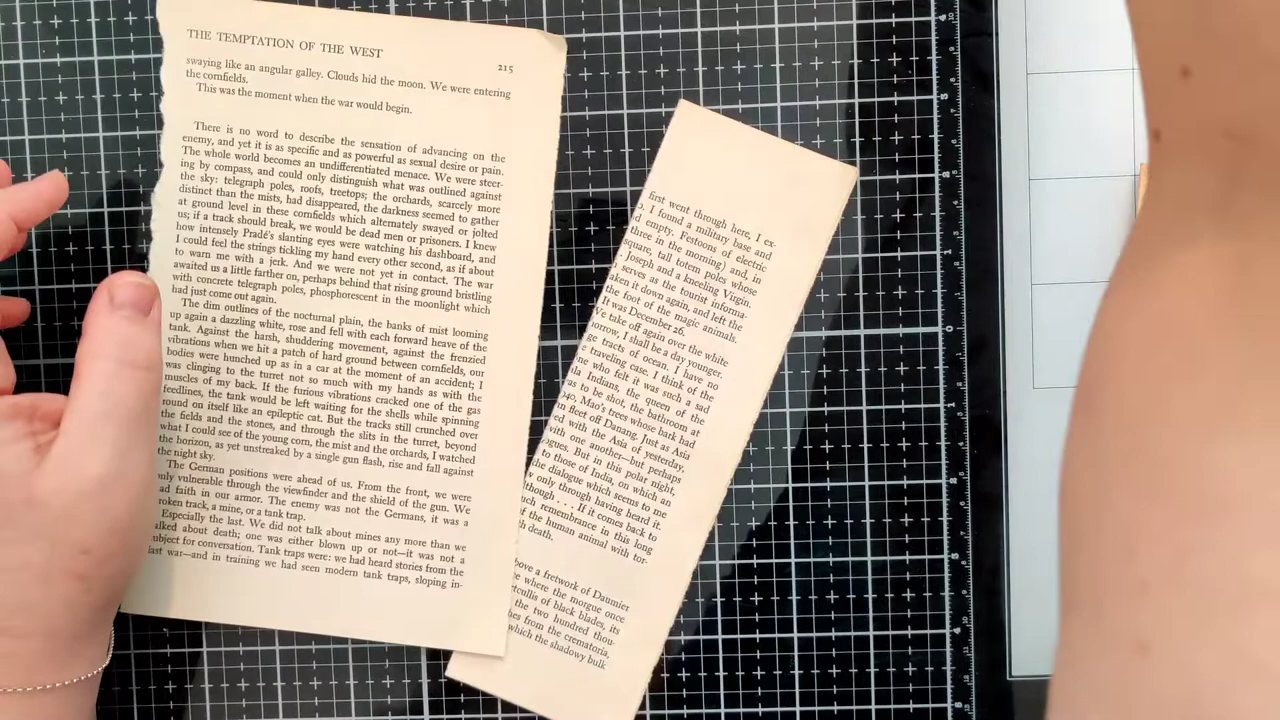 THE TEMPTATION OF THE WEST
215
swaying like an angular galley. Clouds hid the moon. We were entering
the cornfields.
This was the moment when the war would begin.
There is no word to describe the sensation of advancing on the
enemy, and yet it is as specific and as powerful as sexual desire or pain.
The whole world becomes an undifferentiated menace. We were steer-
ing by compass, and could only distinguish what was outlined against
the sky: telegraph poles, roofs, treetops; the orchards, scarcely more
distinct than the mists, had disappeared, the darkness seemed to gather
at ground level in these cornfields which alternately swayed or jolted
us; if a track should break, we would be dead men or prisoners. I knew
how intensely Pradé's slanting eyes were watching his dashboard, and
I could feel the strings tickling my hand every other second, as if about
to warn me with a jerk. And we were not yet in contact. The war
awaited us a little farther on, perhaps behind that rising ground bristling
with concrete telegraph poles, phosphorescent in the moonlight which
had just come out again.
The dim outlines of the nocturnal plain, the banks of mist looming
up again a dazzling white, rose and fell with each forward heave of the
tank. Against the harsh, shuddering movement, against the frenzied
vibrations when we hit a patch of hard ground between cornfields, our
bodies were hunched up as in a car at the moment of an accident; I
was clinging to the turret not so much with my hands as with the
muscles of my back. If the furious vibrations cracked one of the gas
feedlines, the tank would be left waiting for the shells while spinning
round on itself like an epileptic cat. But the tracks still crunched over
the fields and the stones, and through the slits in the turret, beyond
what I could see of the young corn, the mist and the orchards, I watched
the horizon, as yet unstreaked by a single gun flash, rise and fall against
the night sky.
The German positions were ahead of us. From the front, we were
only vulnerable through the viewfinder and the shield of the gun. We
ad faith in our armor. The enemy was not the Germans, it was a
roken track, a mine, or a tank trap.
Especially the last. We did not talk about mines any more than we
alked about death; one was either blown up or not—it was not a
ubject for conversation. Tank traps were: we had heard stories from the
last war—and in training we had seen modern tank traps, sloping in-
first went through here, I ex-
I found a military base and
d empty. Festoons of electric
three in the morning) and, in
square, tall totem poles whose
Joseph and a kneeling Virgin.
serves as the tourist informa-
aken it down again, and left the
the foot of the magic animals.
It was December 26.
We take off again over the white
orrow, I shall be a day younger.
ge tracts of ocean. I have no
traveling case. I think of the
ne who felt it was such a sad
la Indians, the queen of the
as to be shot, the bathroom at
940, Mao's trees whose bark had
n fleet off Danang. Just as Asia
ed with the Asia of yesterday,
with one another—but perhaps
ogues. But in this polar night,
to those of India, on which an
the dialogue which seems to me
r only through having heard it.
though . . . If it comes back to
uch remembrance in this long
f the human animal with tor-
h death.
bove a fretwork of Daumier
e where the morgue once
rtcullis of black blades, its
the two hundred thou-
hes from the crematoria,
which the shadowy bulk